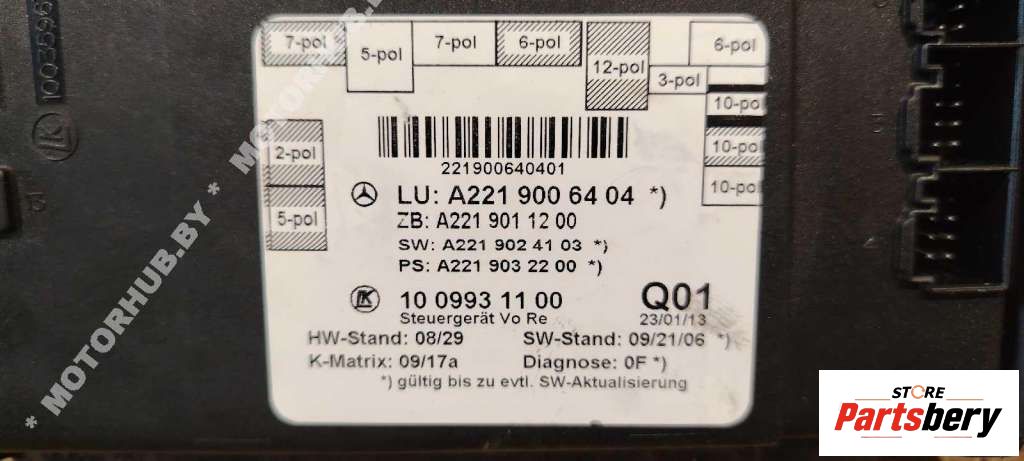 7-pol
5-pol
7-pol
6-pol
12-pol
3-pol
6-pol
10-pol
10-pol
10-pol
2-pol
5-pol
221900640401
LU: A221 900 64 04 *)
ZB: A221 901 12 00
SW: A221 902 41 03 *)
PS: A221 903 22 00 *)
LK 10 0993 11 00
Steuergerät Vo Re
Q01
23/01/13
HW-Stand: 08/29 SW-Stand: 09/21/06 *)
K-Matrix: 09/17a Diagnose: 0F *)
*) gültig bis zu evtl. SW-Aktualisierung
* MOTORHUB.BY * MOTORHUB.BY
STORE
Partsbery